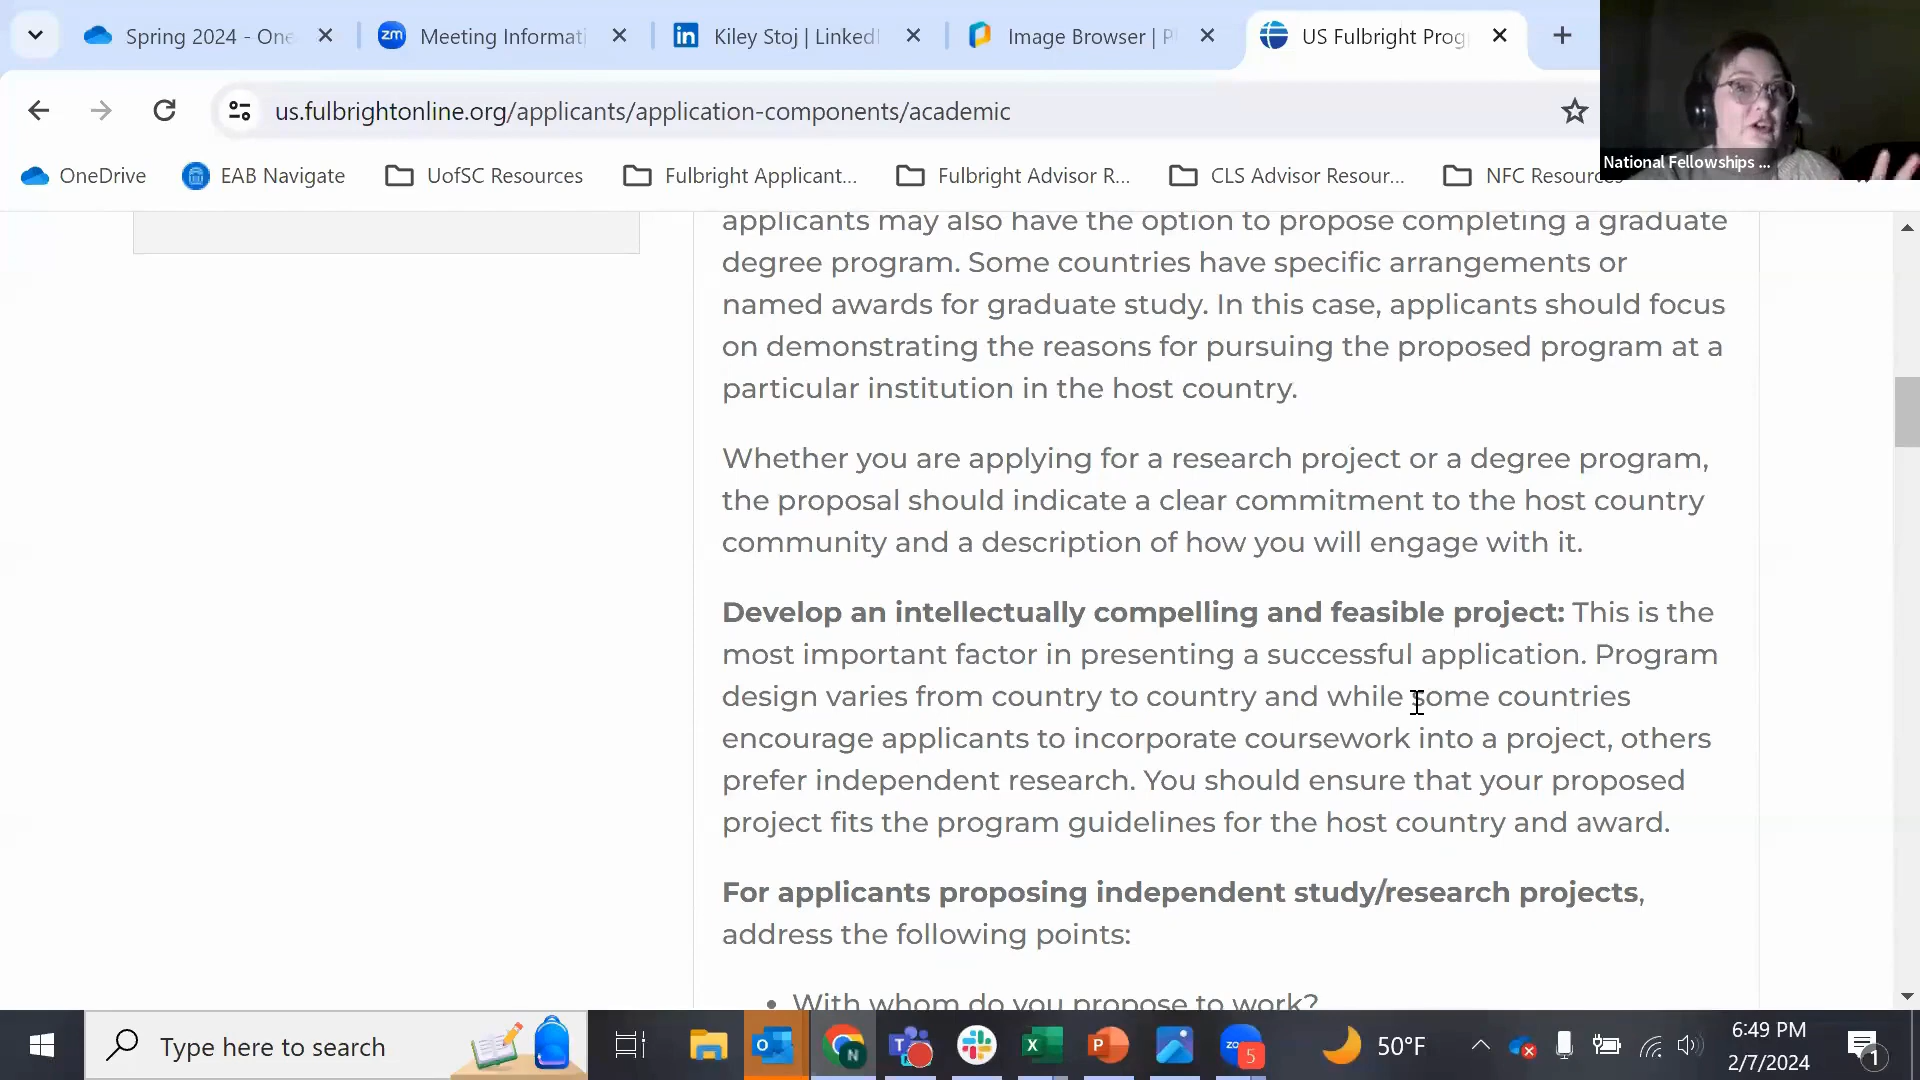 Spring 2024 - One
Meeting Informati
Kiley Stoj | Linked
Image Browser | P
US Fulbright Prog
us.fulbrightonline.org/applicants/application-components/academic
National Fellowships ...
OneDrive
EAB Navigate
UofSC Resources
Fulbright Applicant...
Fulbright Advisor R...
CLS Advisor Resour...
NFC Resources
applicants may also have the option to propose completing a graduate
degree program. Some countries have specific arrangements or
named awards for graduate study. In this case, applicants should focus
on demonstrating the reasons for pursuing the proposed program at a
particular institution in the host country.
Whether you are applying for a research project or a degree program,
the proposal should indicate a clear commitment to the host country
community and a description of how you will engage with it.
Develop an intellectually compelling and feasible project: This is the
most important factor in presenting a successful application. Program
design varies from country to country and while some countries
encourage applicants to incorporate coursework into a project, others
prefer independent research. You should ensure that your proposed
project fits the program guidelines for the host country and award.
For applicants proposing independent study/research projects,
address the following points:
• With whom do you propose to work?
Type here to search
50°F
6:49 PM
2/7/2024